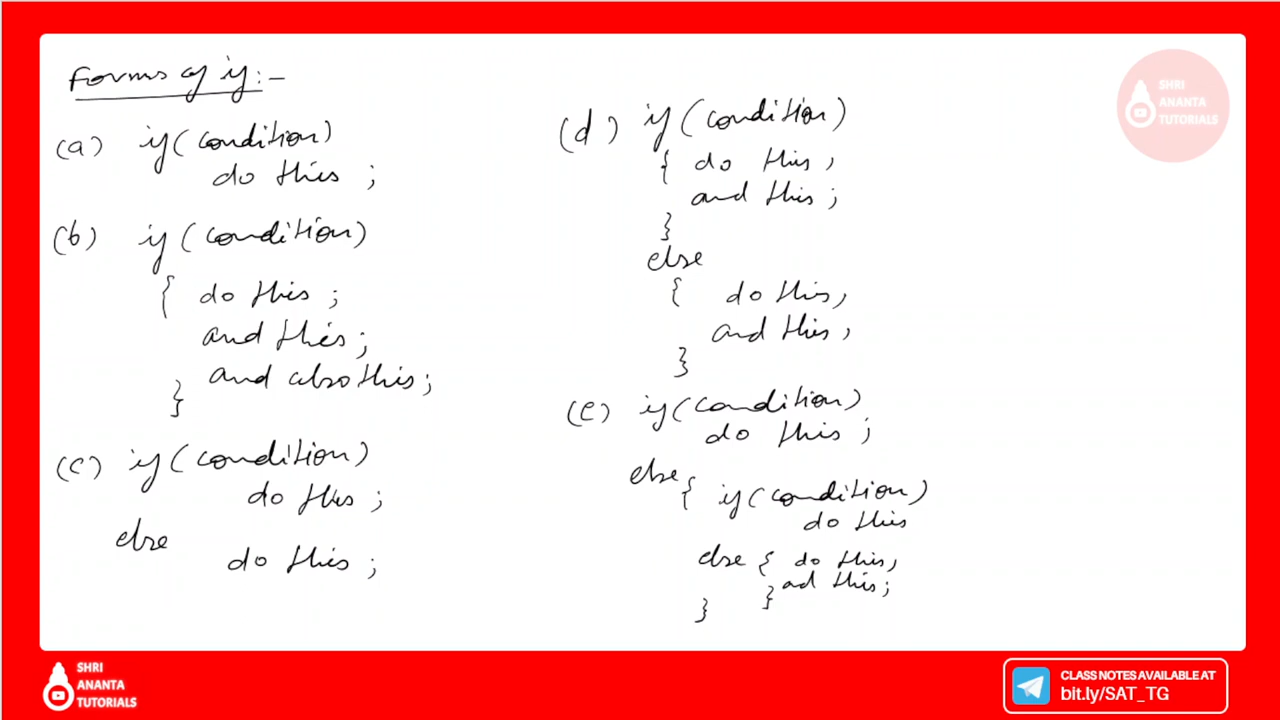 Forms of if :-
(a) if (condition)
do this ;
(b) if (condition)
{ do this ;
and this ;
and also this ;
}
(c) if (condition)
do this ;
else
do this ;
(d) if (condition)
{ do this ,
and this ;
}
else
{ do this,
and this,
}
(e) if (condition)
do this ;
else { if (condition)
do this
else { do this,
ad this ;
} }
SHRI
ANANTA
TUTORIALS
SHRI
ANANTA
TUTORIALS
CLASS NOTES AVAILABLE AT
bit.ly/SAT_TG